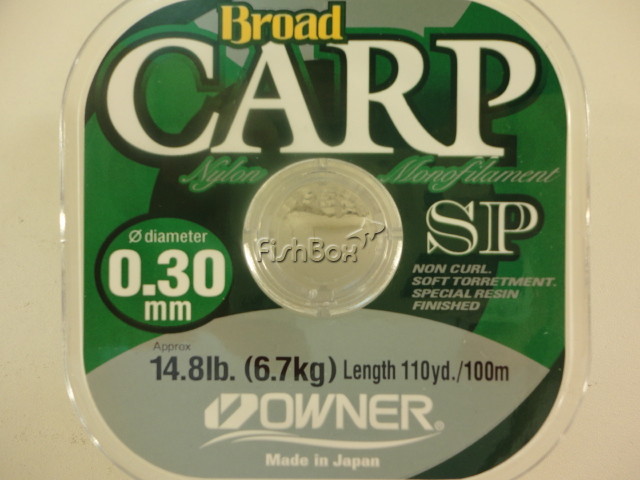 Broad
CARP
Nylon Monofilament
SP
FishBox
Ø diameter
0.30
mm
NON CURL.
SOFT TORRETMENT.
SPECIAL RESIN
FINISHED
Approx
14.8lb. (6.7kg) Length 110yd./100m
OWNER®
Made in Japan